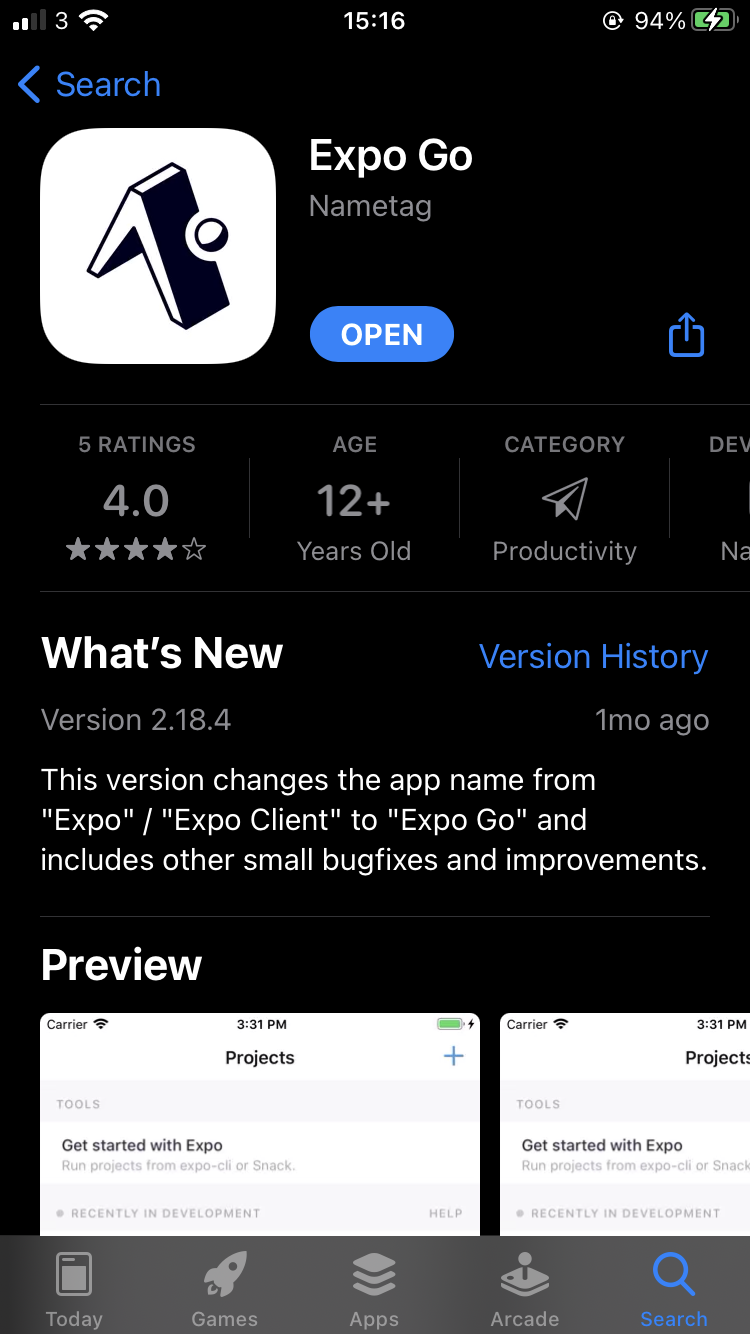 3 15:16 94%
Search
Expo Go
Nametag
OPEN
5 RATINGS AGE CATEGORY DEV
4.0 12+
Years Old Productivity Na
What's New Version History
Version 2.18.4 1mo ago
This version changes the app name from
"Expo" / "Expo Client" to "Expo Go" and
includes other small bugfixes and improvements.
Preview
Carrier 3:31 PM Carrier 3:31 PM
Projects Projects
TOOLS TOOLS
Get started with Expo Get started with Expo
Run projects from expo-cli or Snack. Run projects from expo-cli or Snack
RECENTLY IN DEVELOPMENT HELP RECENTLY IN DEVELOPMENT
Today Games Apps Arcade Search